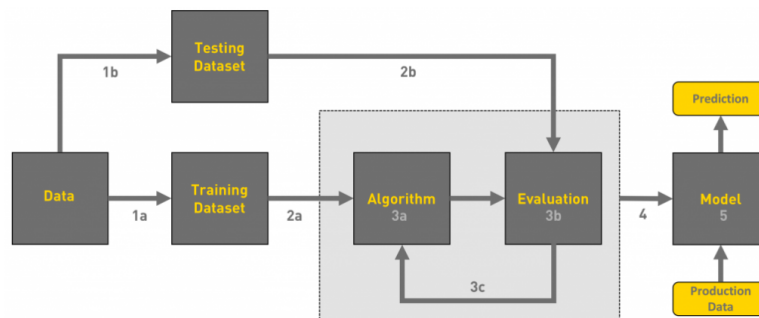 Testing
Dataset
1b
2b
Prediction
Data
1a
Training
Dataset
2a
Algorithm
3a
Evaluation
3b
4
Model
5
3c
Production
Data